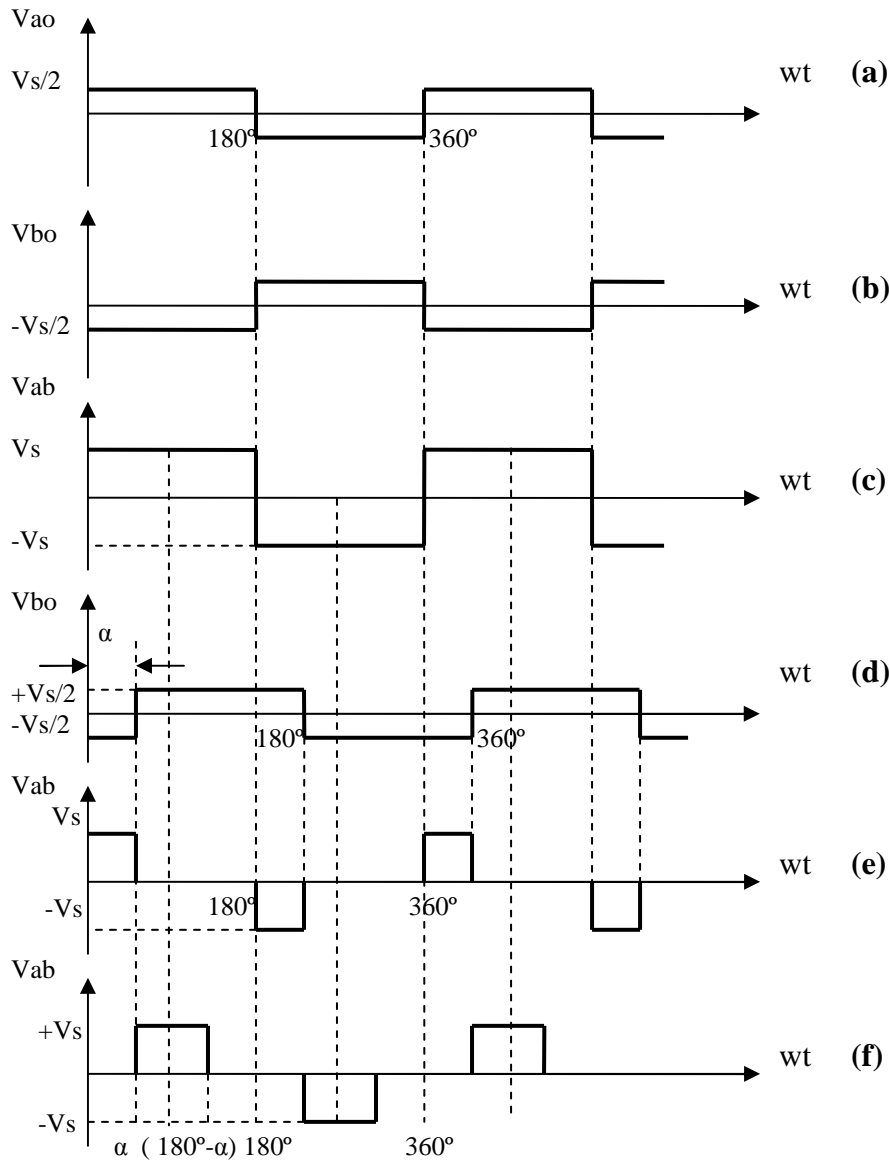 Vao
Vs/2
wt (a)
180º 360º
Vbo
wt (b)
-Vs/2
Vab
Vs
wt (c)
-Vs
Vbo
α
+Vs/2
wt (d)
-Vs/2
180º 360º
Vab
Vs
wt (e)
-Vs 180º 360º
Vab
+Vs
wt (f)
-Vs
α ( 180º-α) 180º 360º